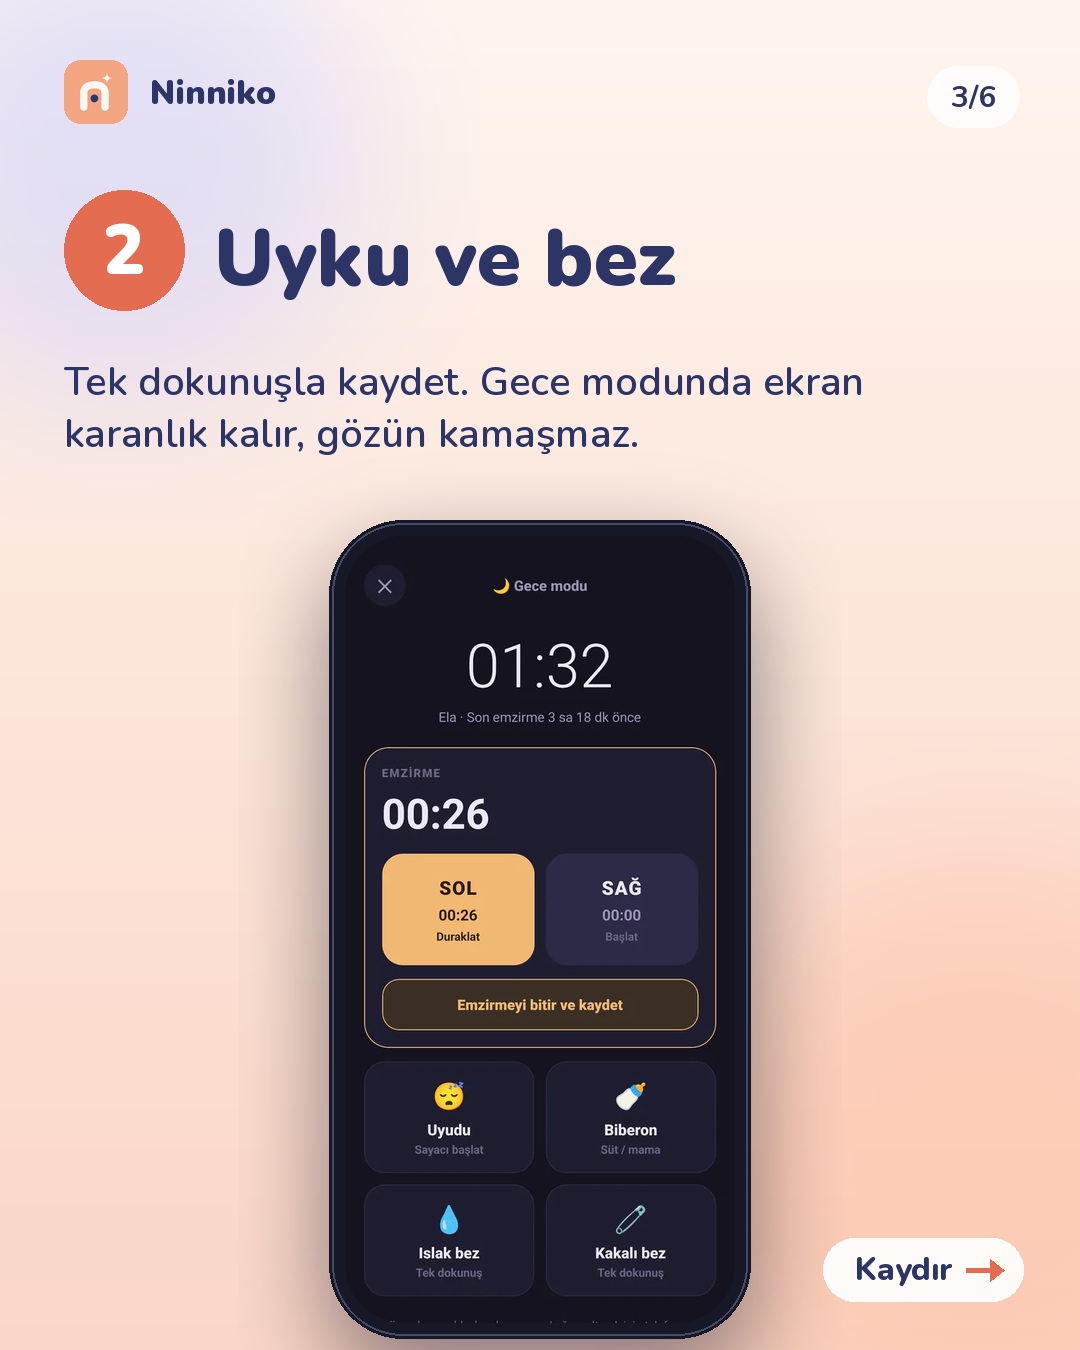 Ninniko
3/6
2
Uyku ve bez
Tek dokunuşla kaydet. Gece modunda ekran
karanlık kalır, gözün kamaşmaz.
🌙 Gece modu
01:32
Ela · Son emzirme 3 sa 18 dk önce
EMZİRME
00:26
SOL
00:26
Duraklat
SAĞ
00:00
Başlat
Emzirmeyi bitir ve kaydet
Uyudu
Sayacı başlat
Biberon
Süt / mama
Islak bez
Tek dokunuş
Kakalı bez
Tek dokunuş
Kaydır